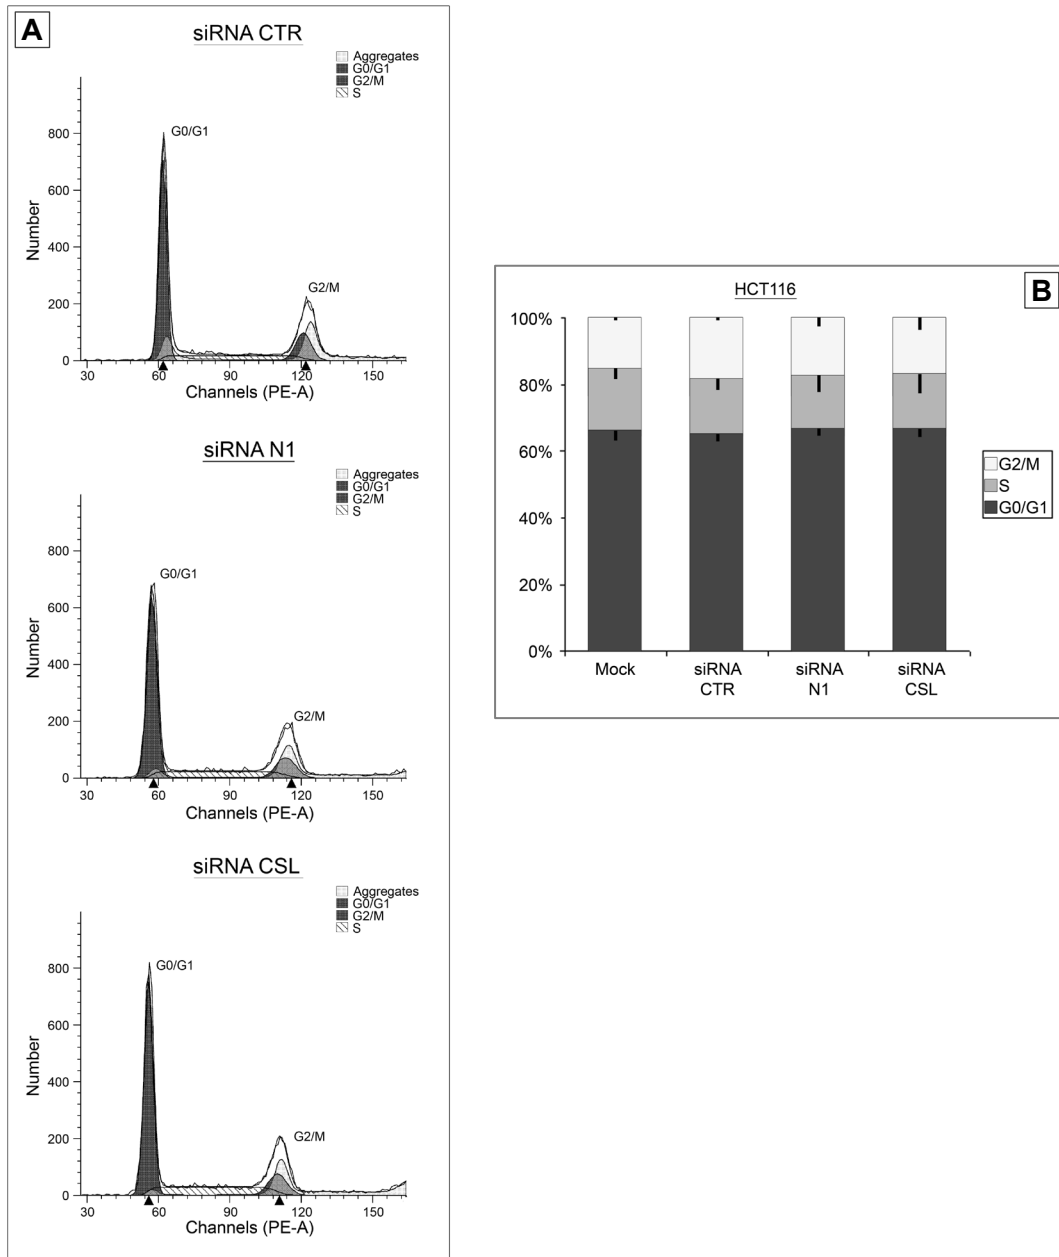 A
siRNA CTR
Aggregates
G0/G1
G2/M
S
G0/G1
G2/M
Number
800
600
400
200
0
30 60 90 120 150
Channels (PE-A)
siRNA N1
Aggregates
G0/G1
G2/M
S
G0/G1
G2/M
Number
800
600
400
200
0
30 60 90 120 150
Channels (PE-A)
siRNA CSL
Aggregates
G0/G1
G2/M
S
G0/G1
G2/M
Number
800
600
400
200
0
30 60 90 120 150
Channels (PE-A)
B
HCT116
100%
80%
60%
40%
20%
0%
Mock siRNA siRNA siRNA
CTR N1 CSL
G2/M
S
G0/G1